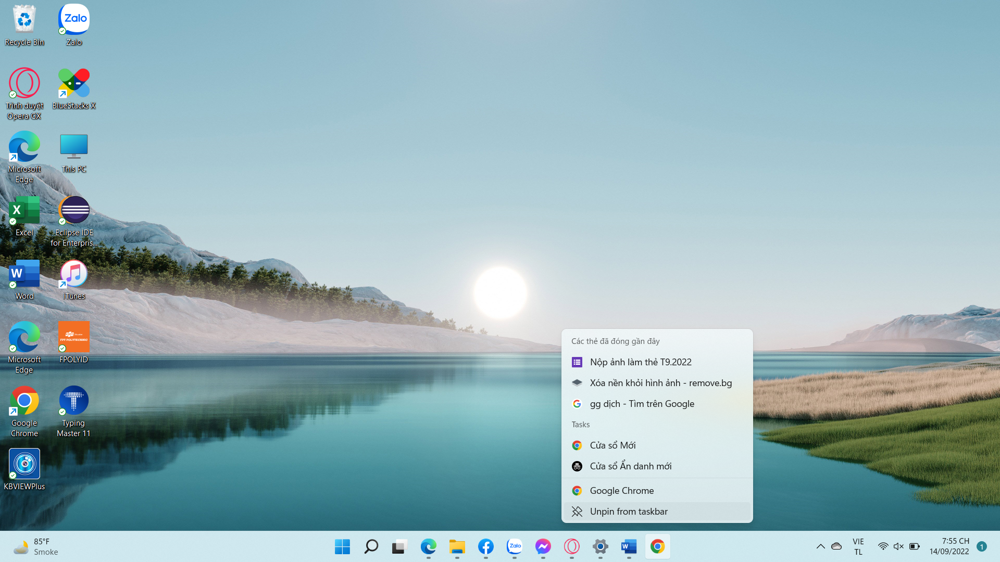 Recycle Bin
Zalo
Zalo
Trình duyệt
Opera GX
BlueStacks X
Microsoft
Edge
This PC
X
Excel
Eclipse IDE
for Enterpris...
W
Word
iTunes
Microsoft
Edge
FPT Education
FPT POLYTECHNIC
FPOLYID
Google
Chrome
Typing
Master 11
KBVIEWPlus
Các thẻ đã đóng gần đây
Nộp ảnh làm thẻ T9.2022
Xóa nền khỏi hình ảnh - remove.bg
gg dịch - Tìm trên Google
Tasks
Cửa sổ Mới
Cửa sổ Ẩn danh mới
Google Chrome
Unpin from taskbar
85°F
Smoke
Zalo
W
VIE
TL
7:55 CH
14/09/2022
1